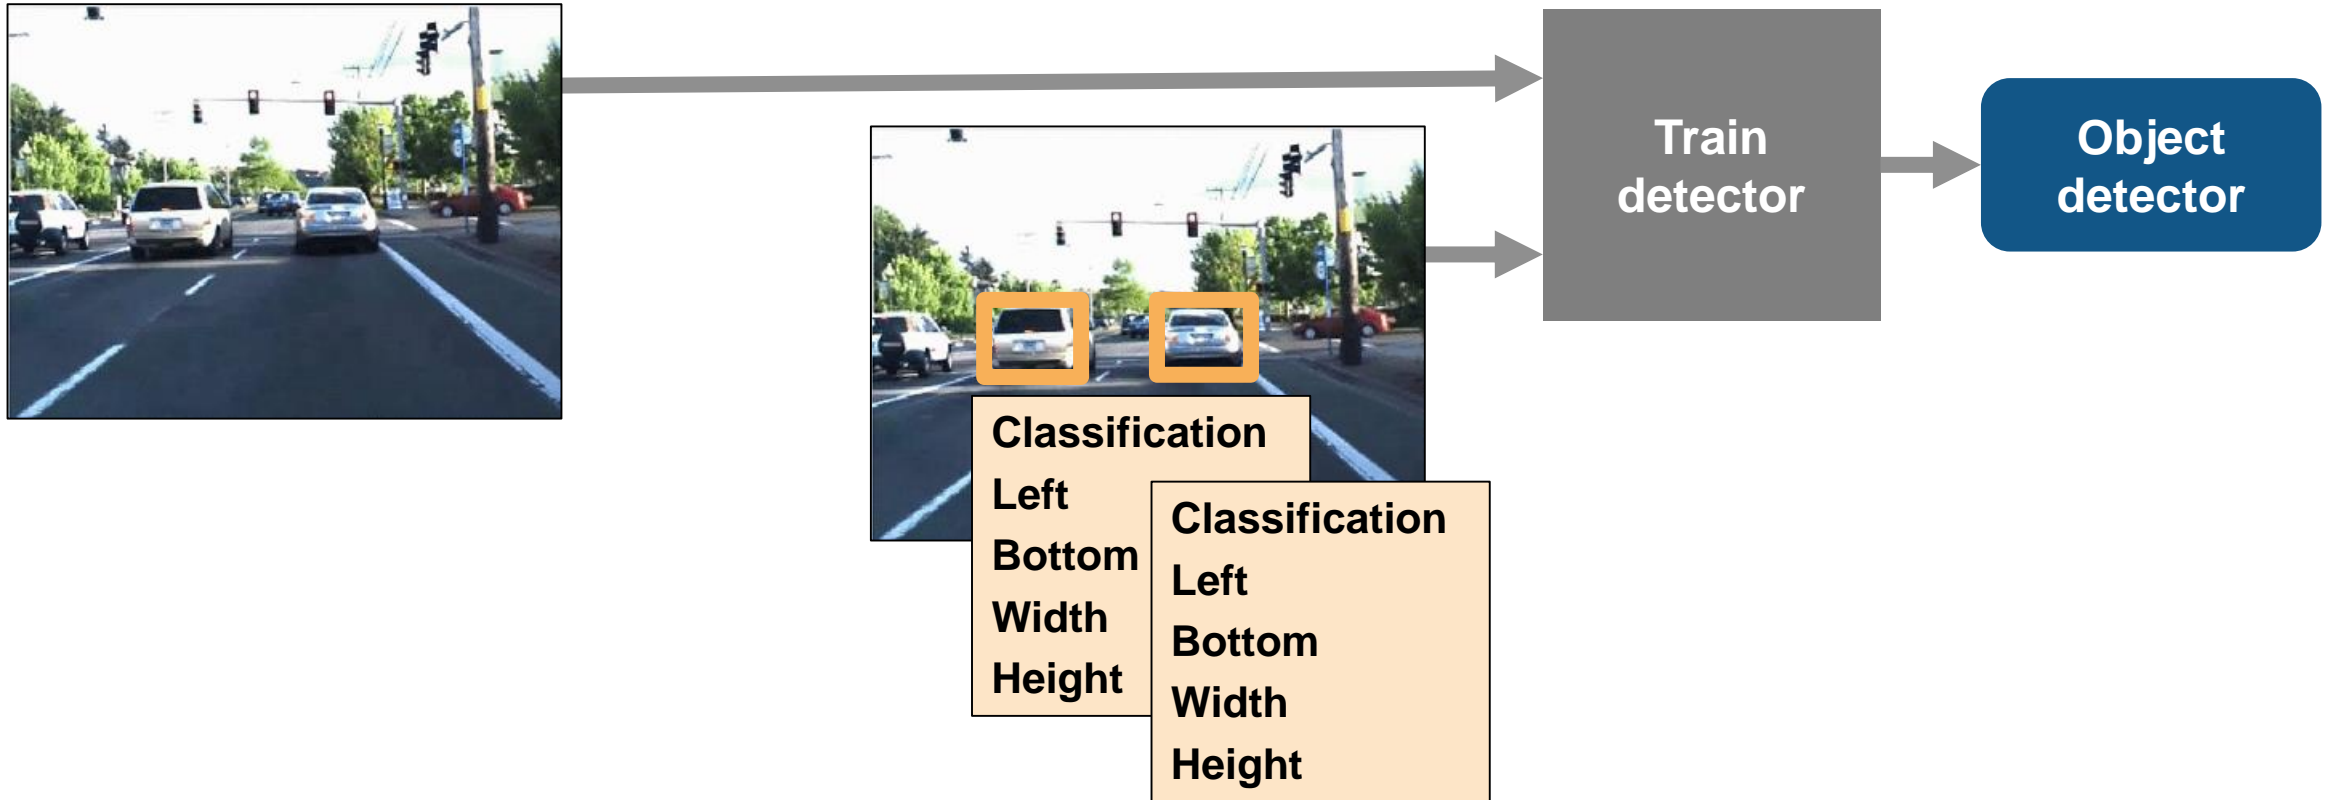 Train
detector
Object
detector
Classification
Left
Bottom
Width
Height
Classification
Left
Bottom
Width
Height